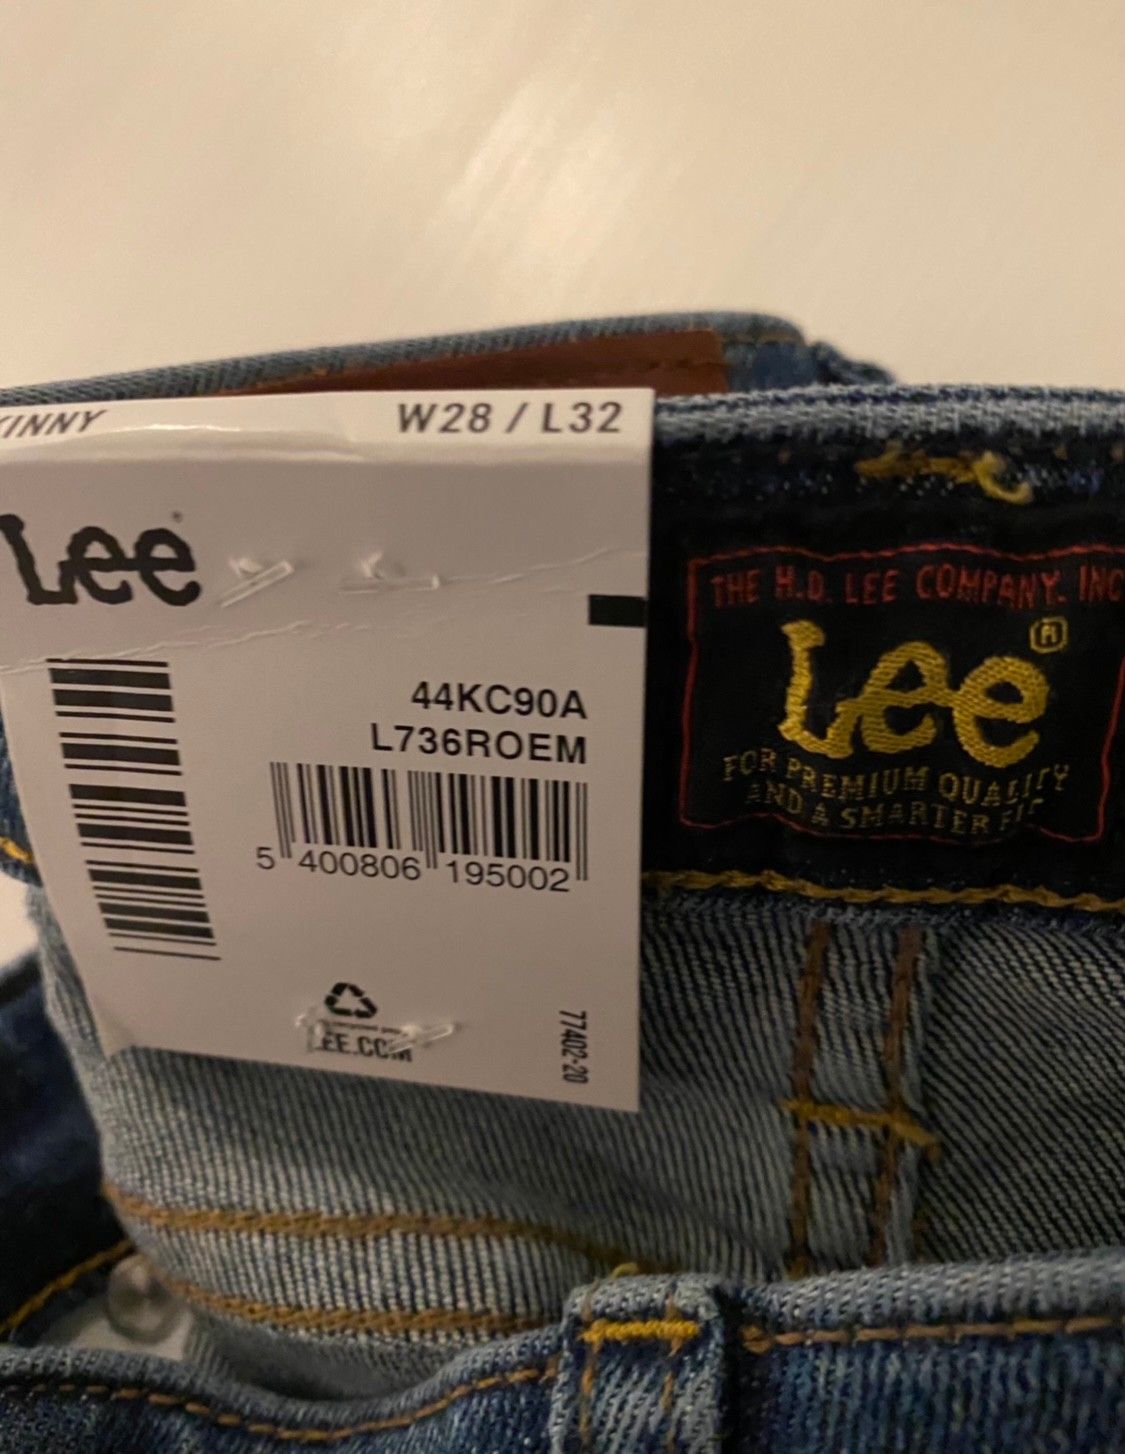 INNY
W28 / L32
Lee
44KC90A
L736ROEM
5 400806 195002
LEE.COM
77402-20
THE H.D. LEE COMPANY. INC
Lee ®
FOR PREMIUM QUALITY
AND A SMARTER FIT